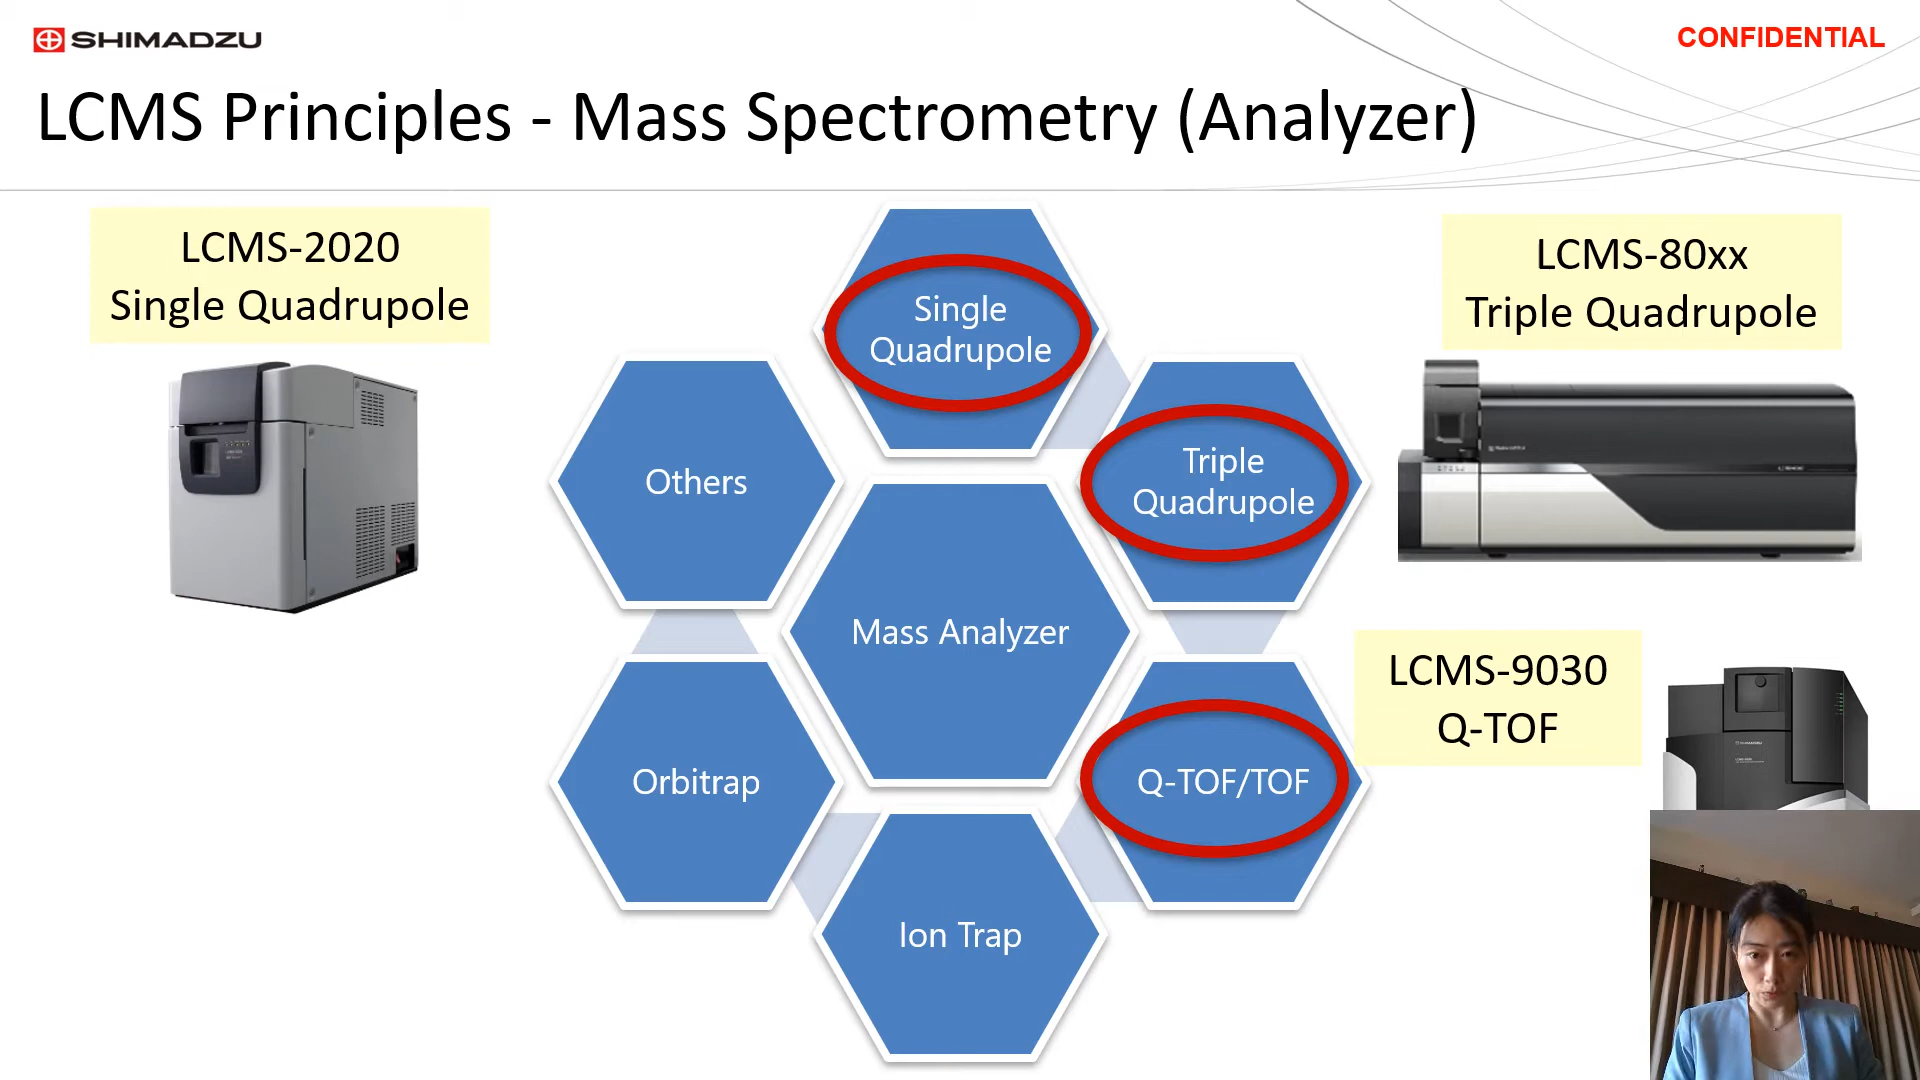 SHIMADZU
CONFIDENTIAL
LCMS Principles - Mass Spectrometry (Analyzer)
LCMS-2020
Single Quadrupole
LCMS-80xx
Triple Quadrupole
Single
Quadrupole
Triple
Quadrupole
Others
Mass Analyzer
LCMS-9030
Q-TOF
Q-TOF/TOF
Orbitrap
Ion Trap
SHIMADZU